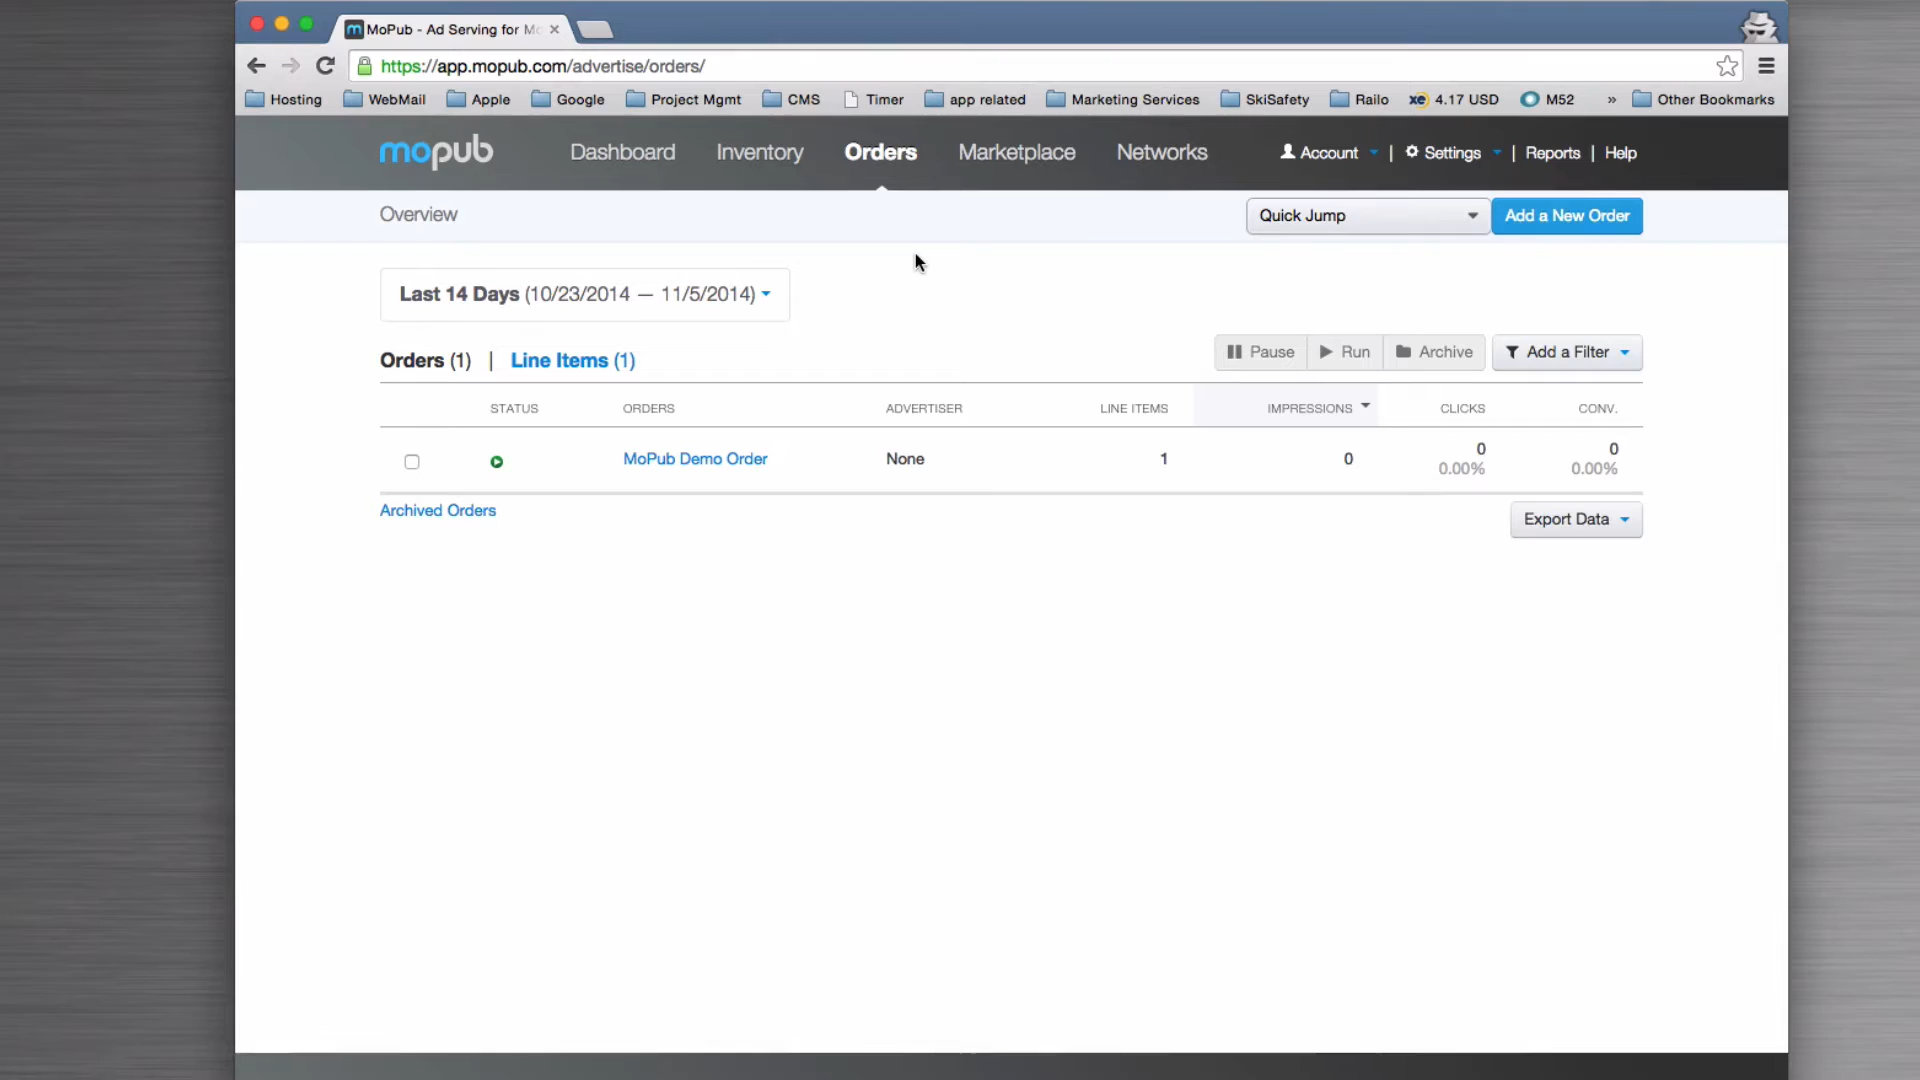 MoPub - Ad Serving for Mo
https://app.mopub.com/advertise/orders/
Hosting WebMail Apple Google Project Mgmt CMS Timer app related Marketing Services SkiSafety Railo xe 4.17 USD M52 » Other Bookmarks
mopub Dashboard Inventory Orders Marketplace Networks Account | Settings | Reports | Help
Overview Quick Jump Add a New Order
Last 14 Days (10/23/2014 — 11/5/2014)
Orders (1) | Line Items (1) Pause Run Archive Add a Filter
STATUS ORDERS ADVERTISER LINE ITEMS IMPRESSIONS CLICKS CONV.
MoPub Demo Order None 1 0 0 0
0.00% 0.00%
Archived Orders Export Data